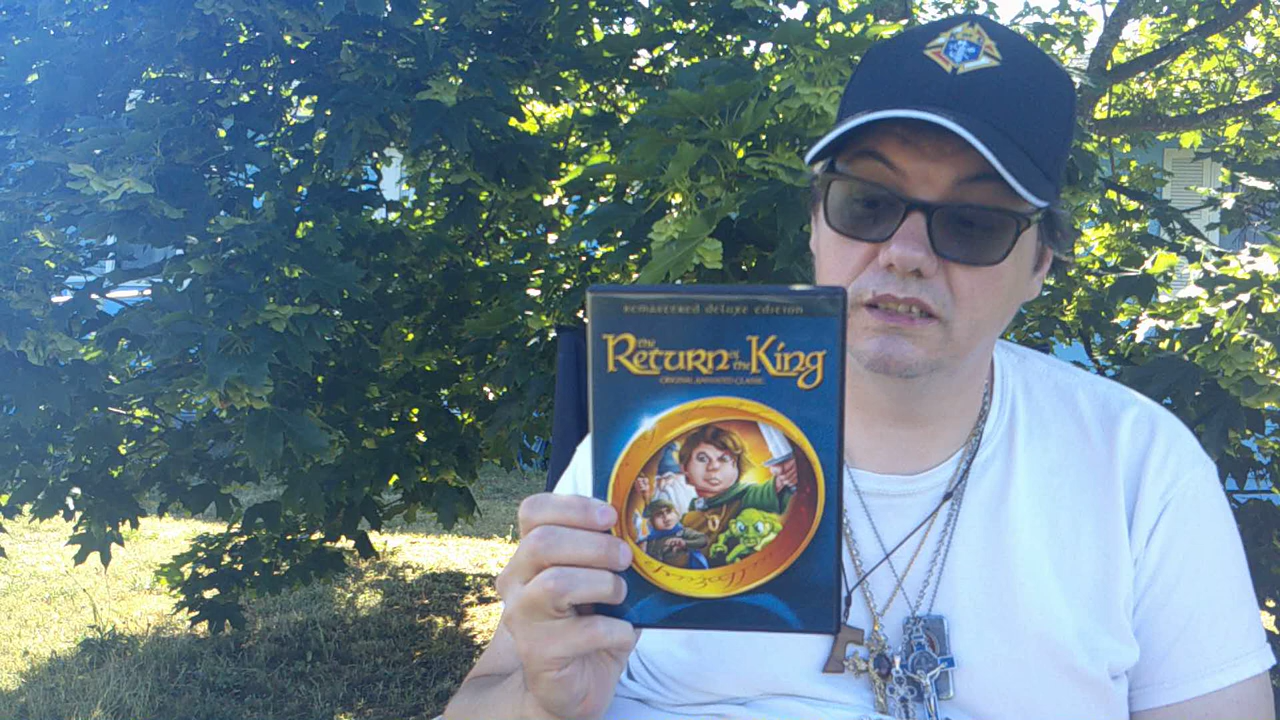 remastered deluxe edition
the Return of the King
ORIGINAL ANIMATED CLASSIC